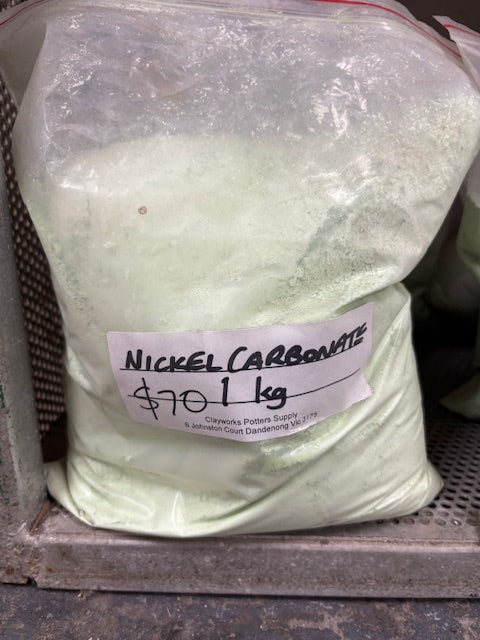 NICKEL CARBONATE
$70 1 kg
Clayworks Potters Supply
6 Johnston Court Dandenong Vic 3175